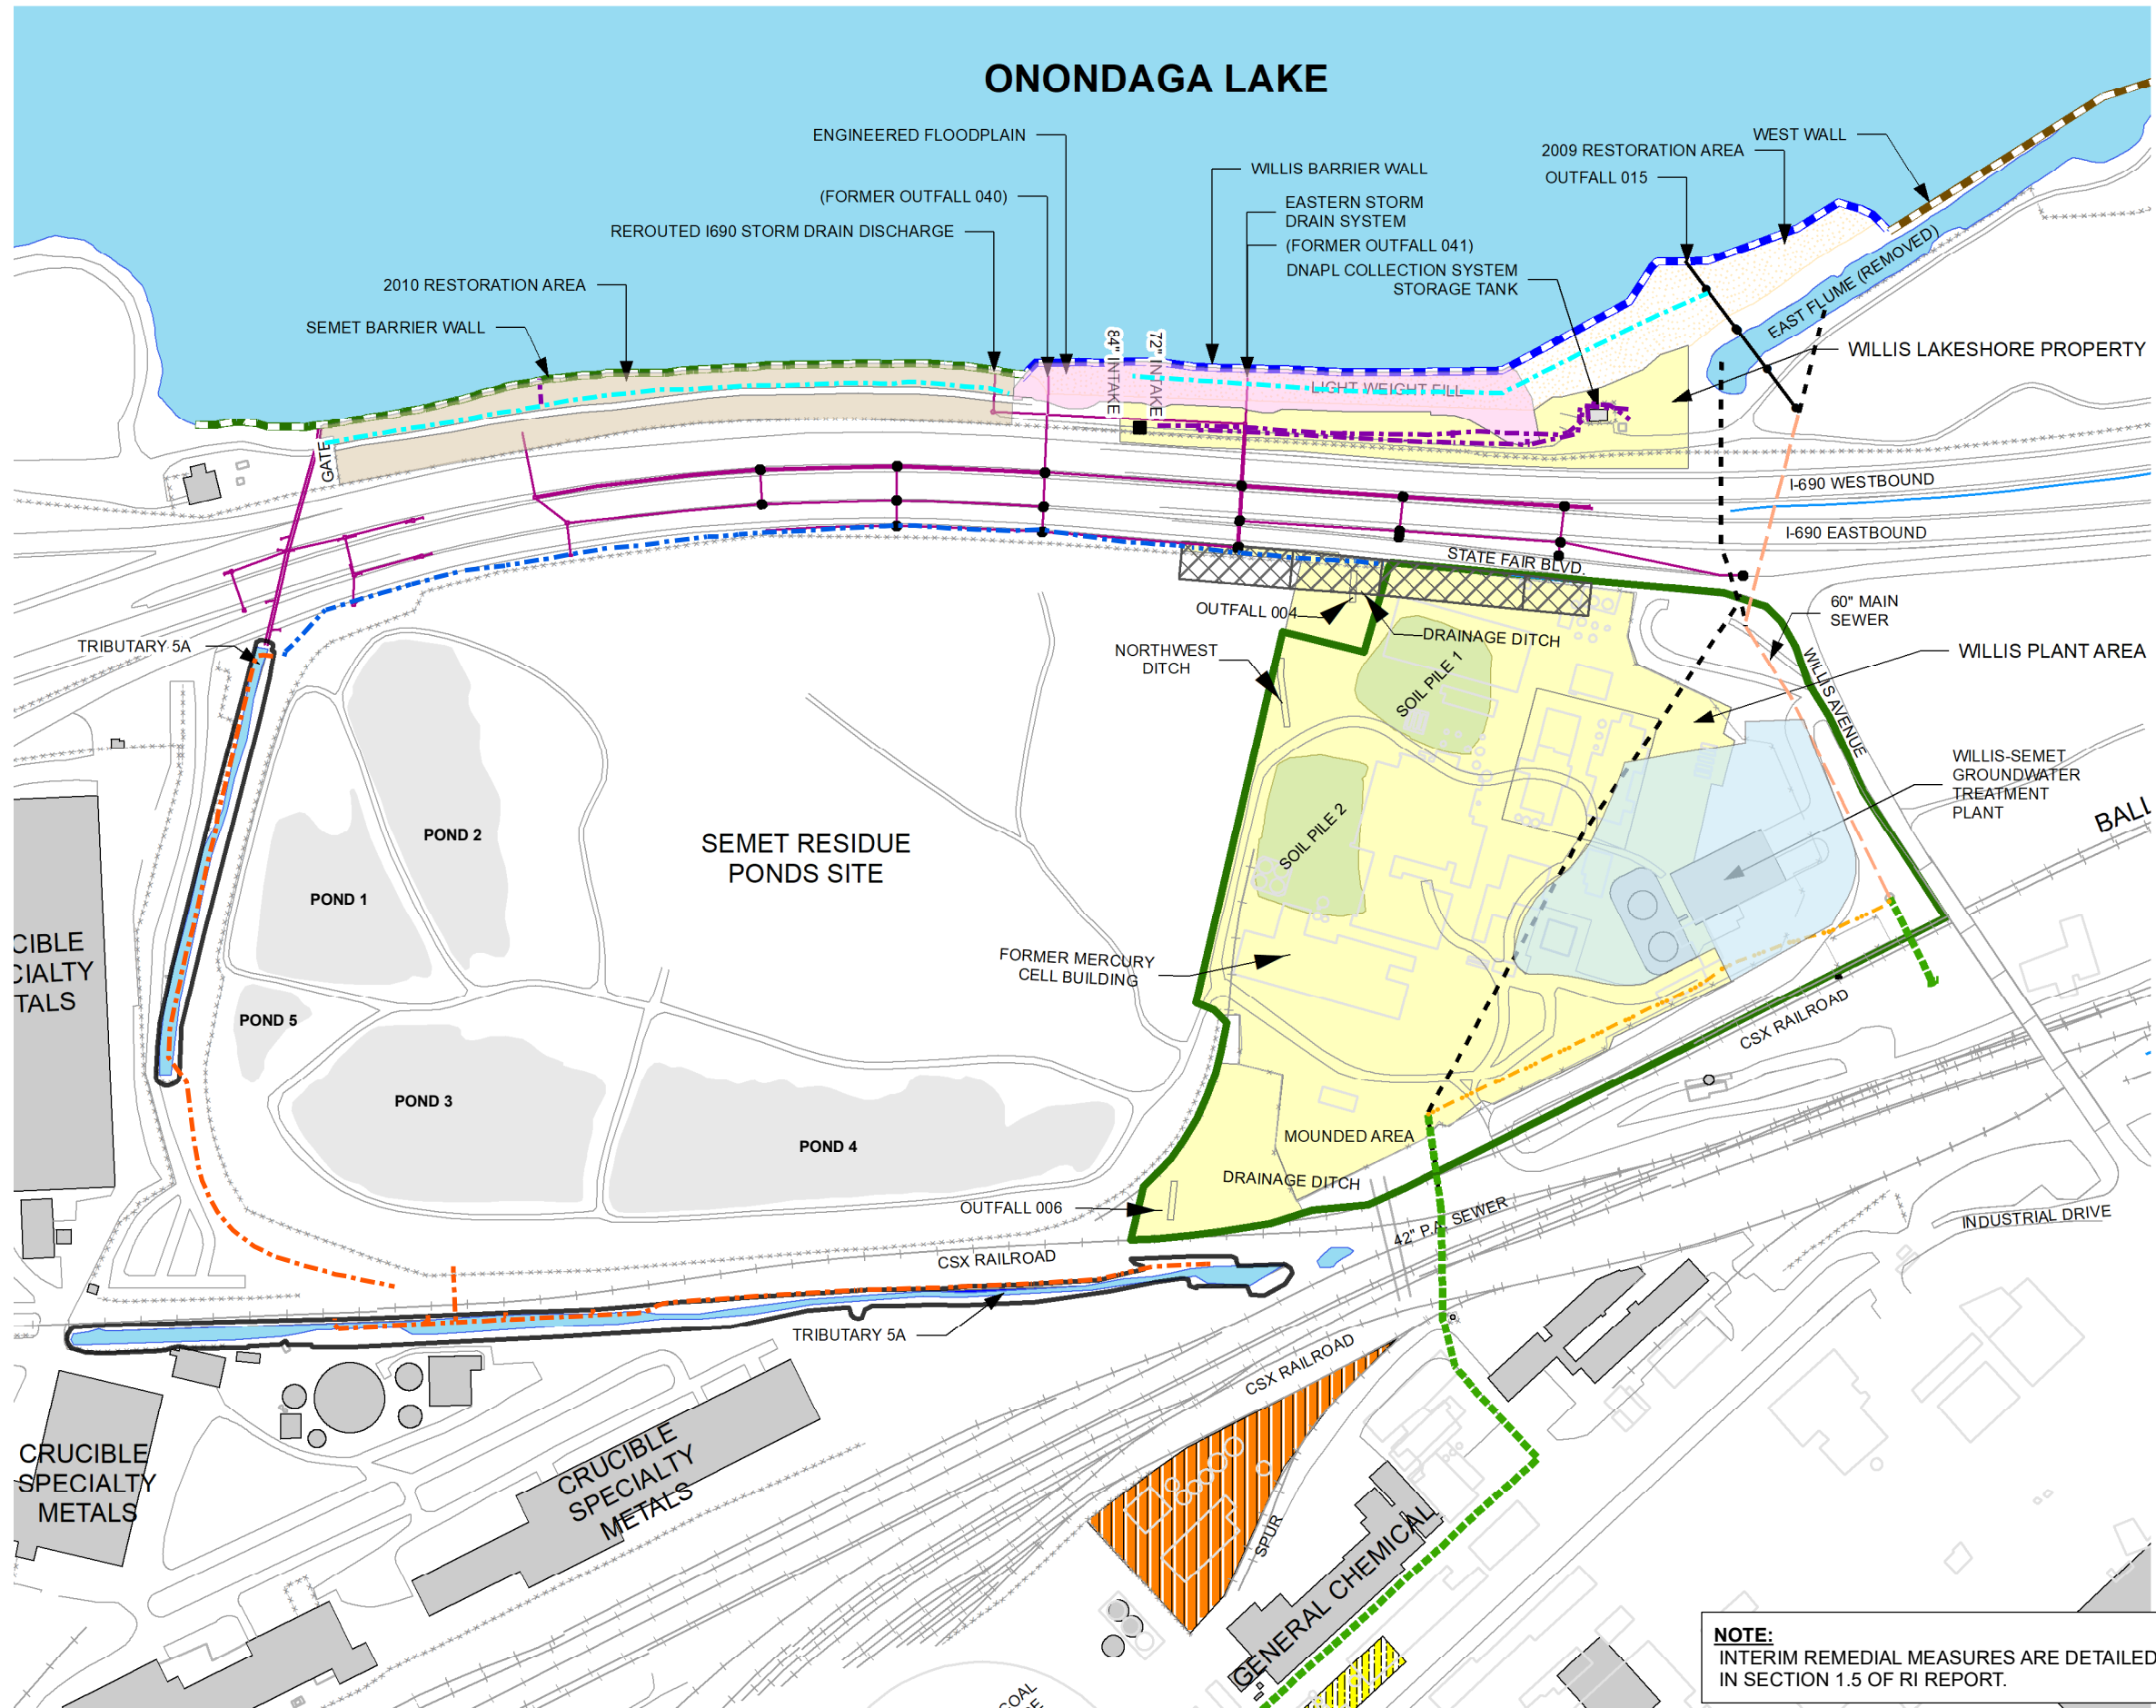 ONONDAGA LAKE
ENGINEERED FLOODPLAIN
WEST WALL
2009 RESTORATION AREA
WILLIS BARRIER WALL
OUTFALL 015
(FORMER OUTFALL 040)
EASTERN STORM
DRAIN SYSTEM
REROUTED I690 STORM DRAIN DISCHARGE
(FORMER OUTFALL 041)
DNAPL COLLECTION SYSTEM
STORAGE TANK
2010 RESTORATION AREA
SEMET BARRIER WALL
EAST FLUME (REMOVED)
84" INTAKE
72" INTAKE
WILLIS LAKESHORE PROPERTY
LIGHT WEIGHT FILL
GATE
I-690 WESTBOUND
I-690 EASTBOUND
STATE FAIR BLVD.
OUTFALL 004
60" MAIN
SEWER
DRAINAGE DITCH
TRIBUTARY 5A
NORTHWEST
DITCH
WILLIS PLANT AREA
SOIL PILE 1
WILLIS AVENUE
WILLIS-SEMET
GROUNDWATER
TREATMENT
PLANT
BALL
POND 2
SEMET RESIDUE
PONDS SITE
SOIL PILE 2
POND 1
CIBLE
CIALTY
TALS
FORMER MERCURY
CELL BUILDING
POND 5
CSX RAILROAD
POND 3
POND 4
MOUNDED AREA
DRAINAGE DITCH
OUTFALL 006
42" P.A. SEWER
INDUSTRIAL DRIVE
CSX RAILROAD
TRIBUTARY 5A
CSX RAILROAD
CRUCIBLE
SPECIALTY
METALS
CRUCIBLE
SPECIALTY
METALS
SPUR
GENERAL CHEMICAL
COAL
NOTE:
INTERIM REMEDIAL MEASURES ARE DETAILED
IN SECTION 1.5 OF RI REPORT.